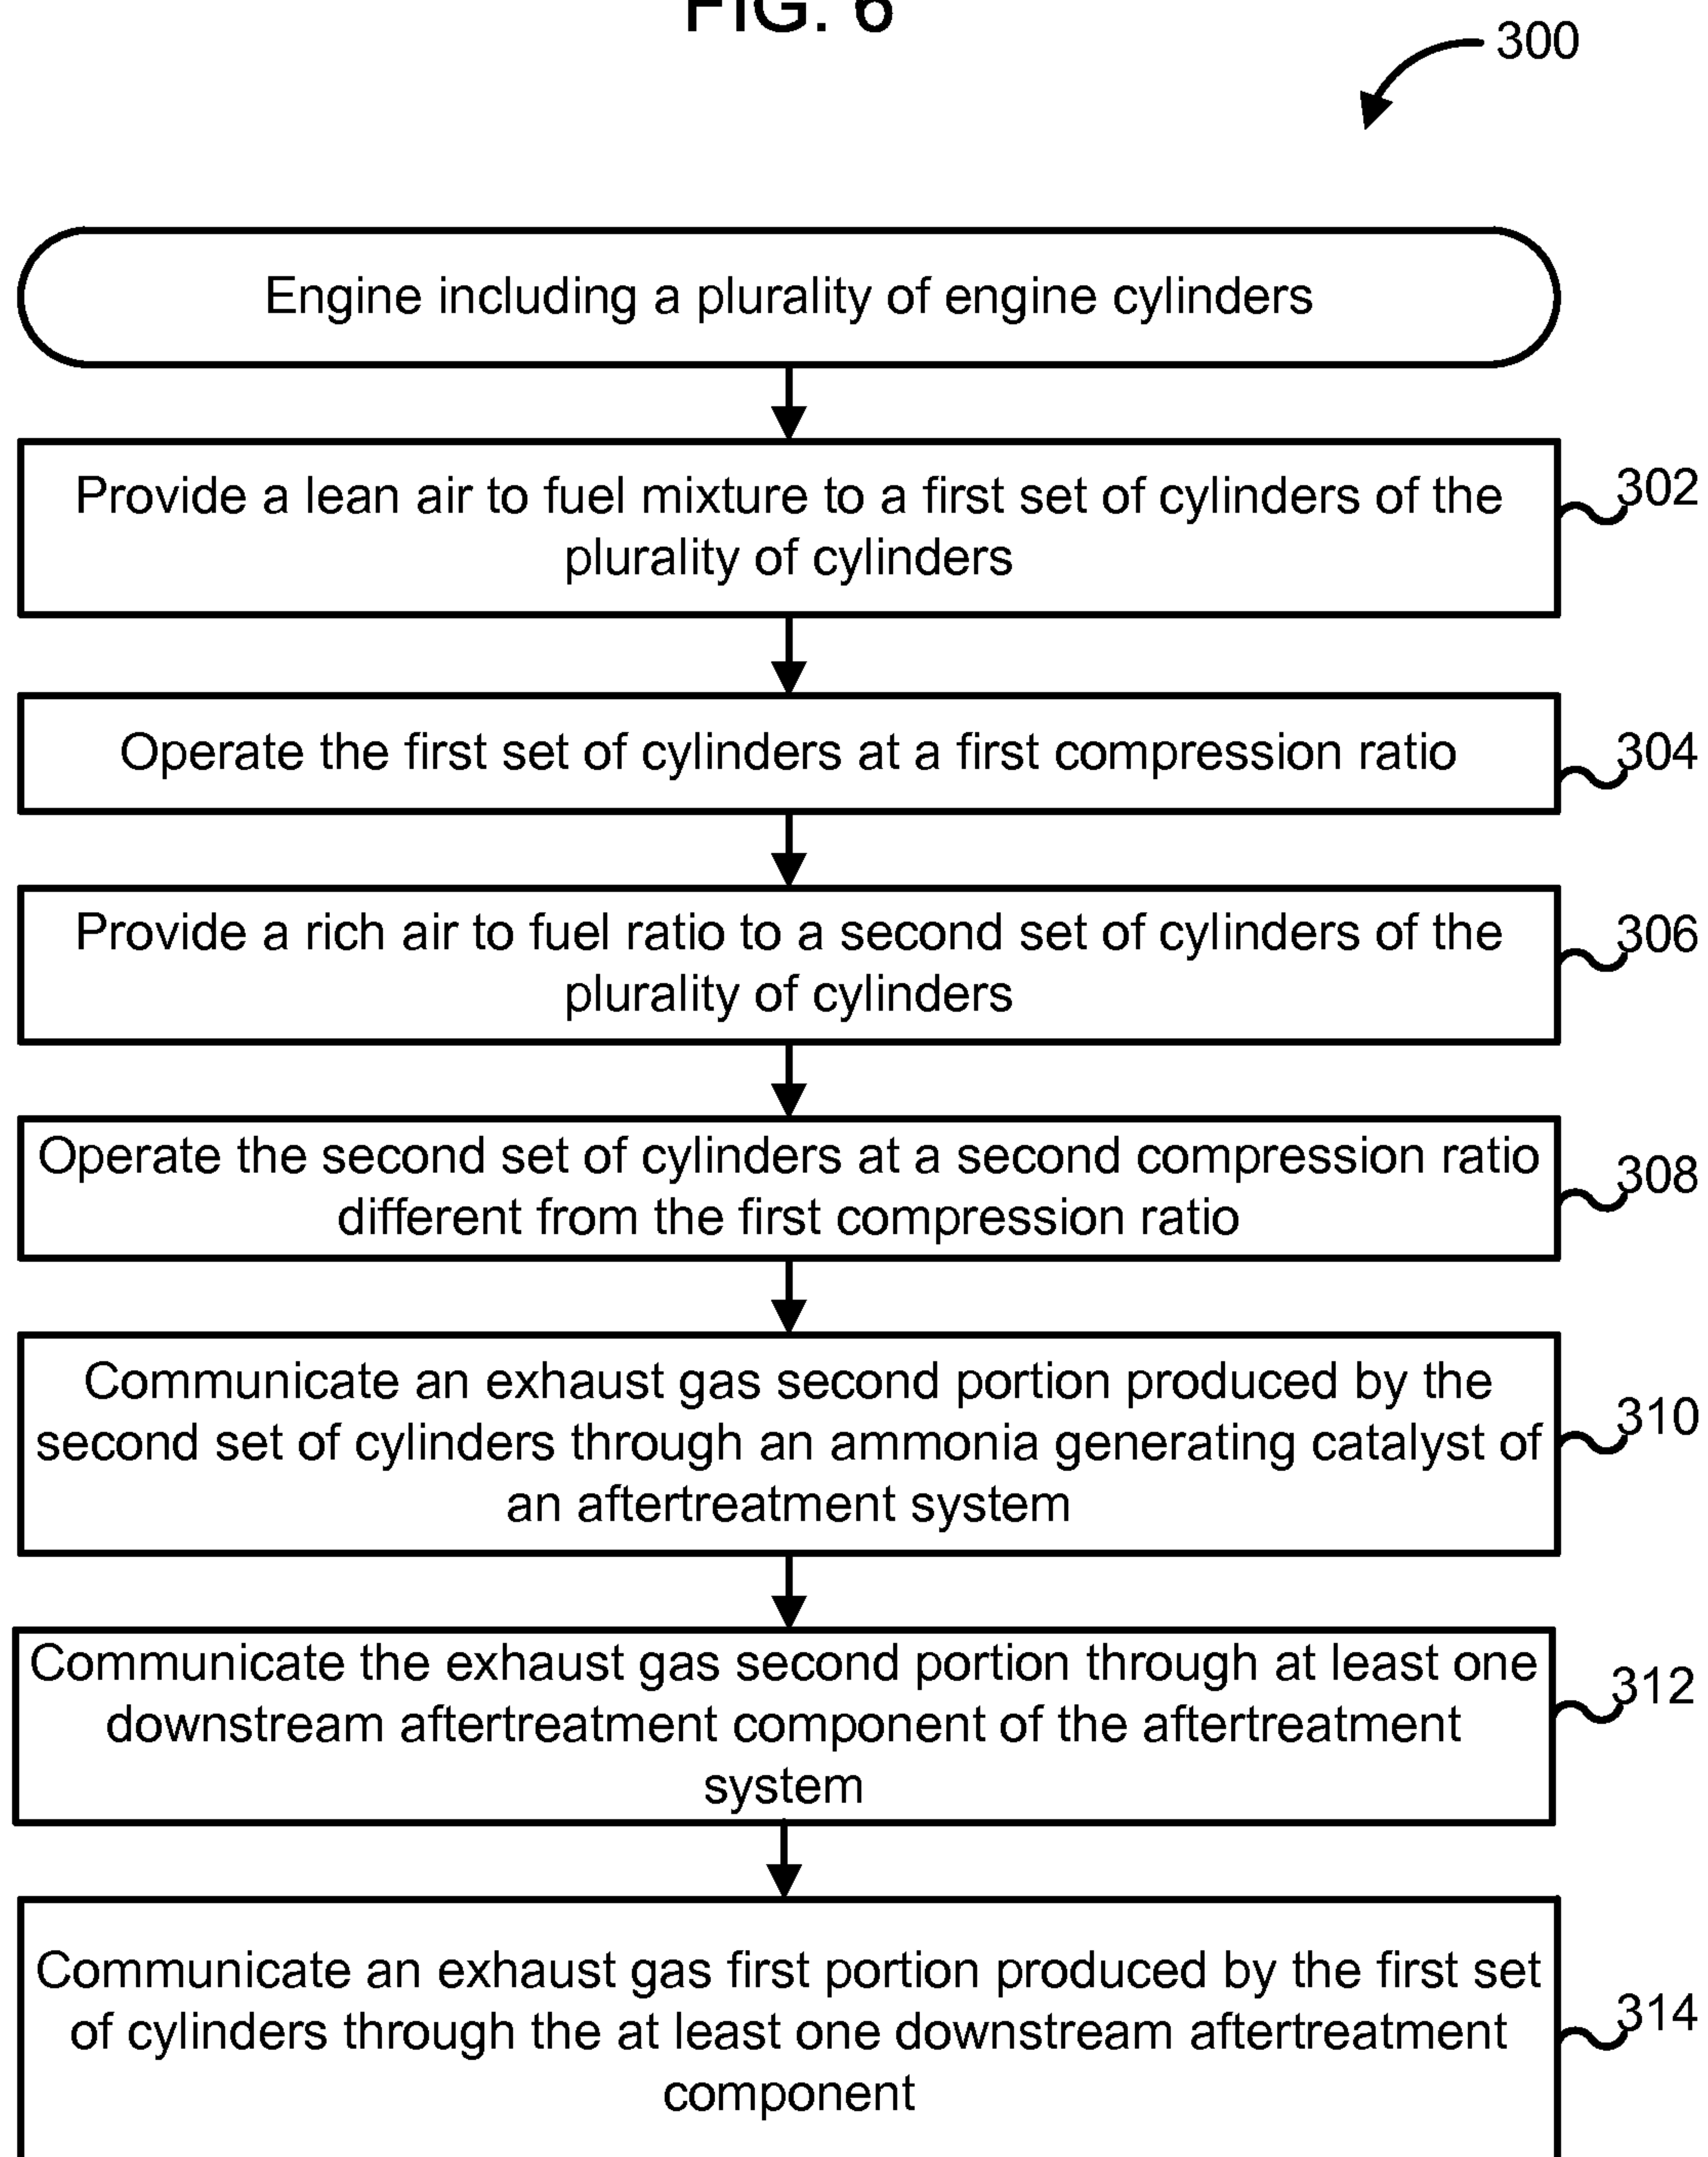 FIG. 6
300
Engine including a plurality of engine cylinders
Provide a lean air to fuel mixture to a first set of cylinders of the
plurality of cylinders
302
Operate the first set of cylinders at a first compression ratio
304
Provide a rich air to fuel ratio to a second set of cylinders of the
plurality of cylinders
306
Operate the second set of cylinders at a second compression ratio
different from the first compression ratio
308
Communicate an exhaust gas second portion produced by the
second set of cylinders through an ammonia generating catalyst of
an aftertreatment system
310
Communicate the exhaust gas second portion through at least one
downstream aftertreatment component of the aftertreatment
system
312
Communicate an exhaust gas first portion produced by the first set
of cylinders through the at least one downstream aftertreatment
component
314